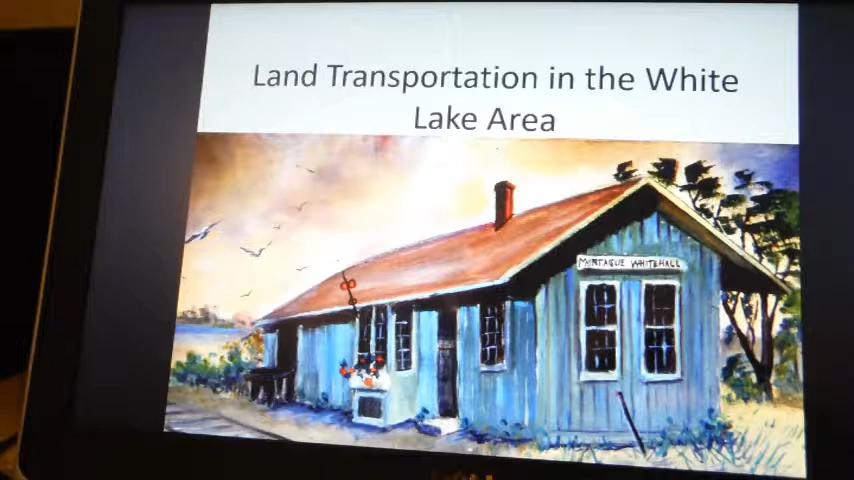 Land Transportation in the White
Lake Area
MONTAGUE WHITEHALL